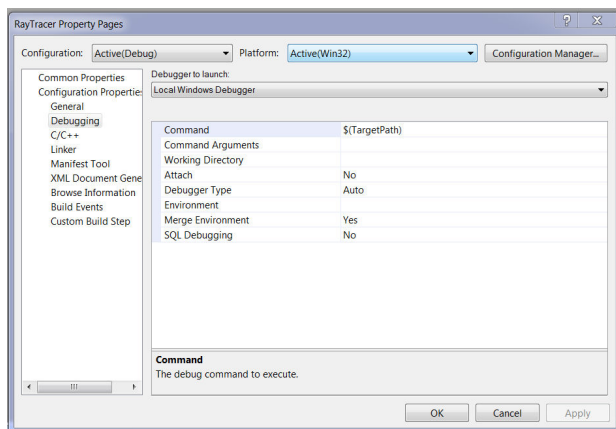 RayTracer Property Pages
Configuration: Active(Debug) Platform: Active(Win32) Configuration Manager...
Common Properties
Configuration Propertie
General
Debugging
C/C++
Linker
Manifest Tool
XML Document Gene
Browse Information
Build Events
Custom Build Step
Debugger to launch:
Local Windows Debugger
Command $(TargetPath)
Command Arguments
Working Directory
Attach No
Debugger Type Auto
Environment
Merge Environment Yes
SQL Debugging No
Command
The debug command to execute.
OK Cancel Apply